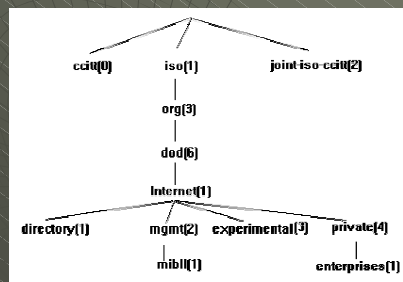 ccitt(0) iso(1) joint-iso-ccitt(2)
org(3)
dod(6)
Internet(1)
directory(1) mgmt(2) experimental(3) private(4)
mibII(1) enterprises(1)